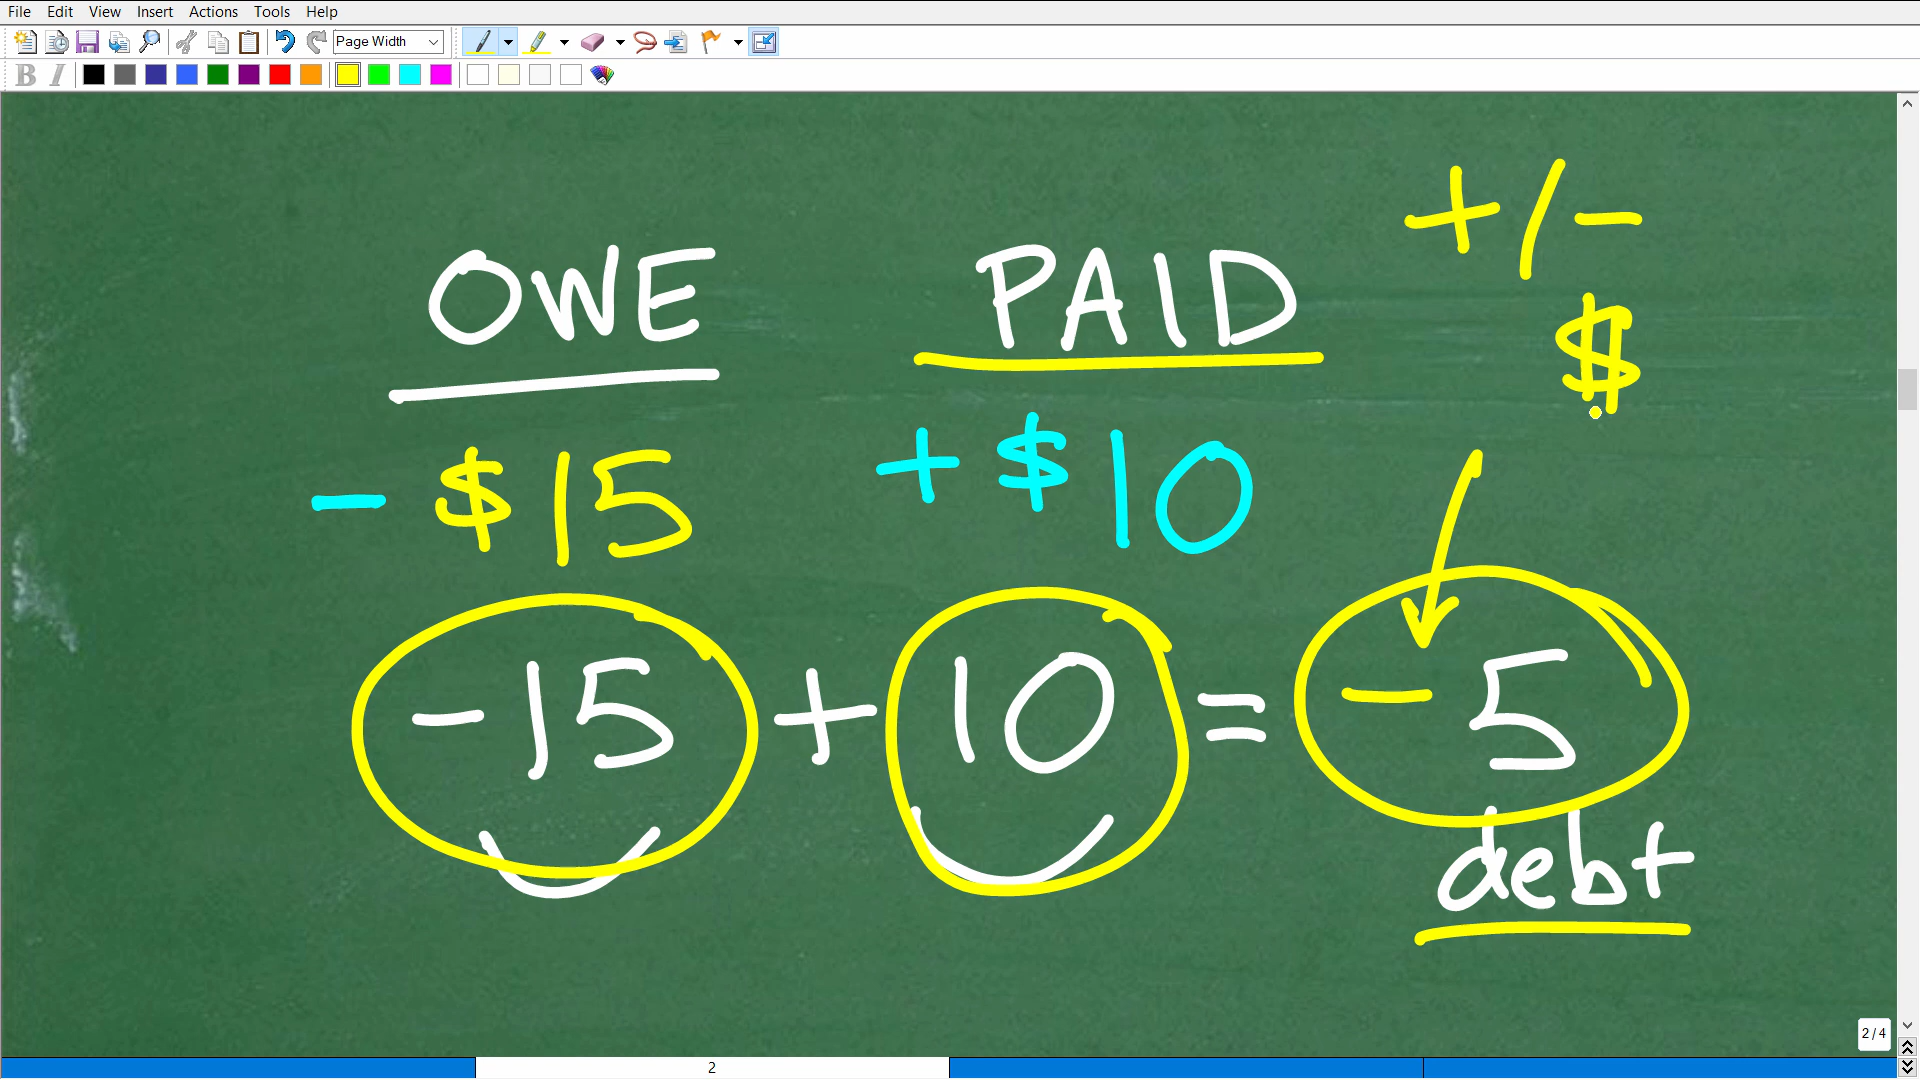 File Edit View Insert Actions Tools Help
Page Width
B I
+/-
OWE PAID
$
- $15 + $10
-15 + 10 = -5
debt
2 / 4
2